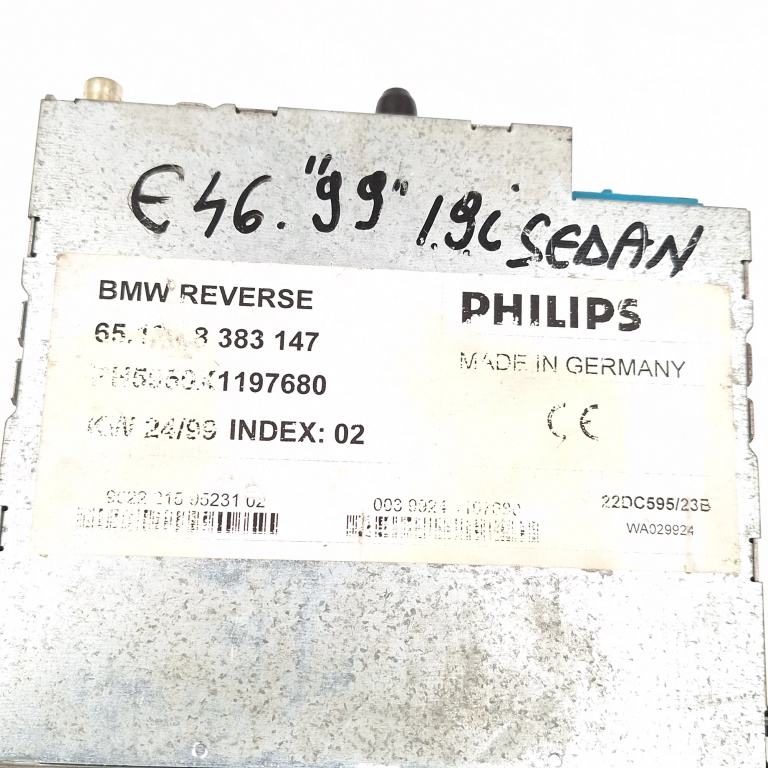 E46. "99" 1.9i SEDAN
BMW REVERSE
PHILIPS
8 383 147
MADE IN GERMANY
CE
KW 24/99 INDEX: 02
22DC595/23B
WA029924